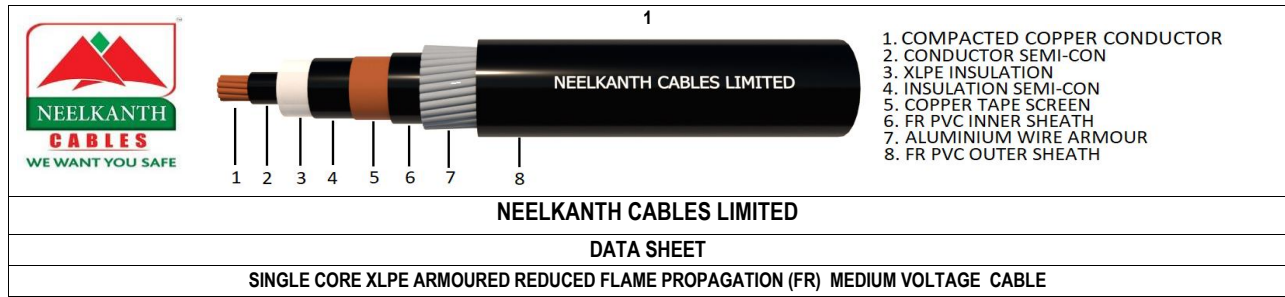 1
NEELKANTH
CABLES
WE WANT YOU SAFE
NEELKANTH CABLES LIMITED
1 2 3 4 5 6 7 8
1. COMPACTED COPPER CONDUCTOR
2. CONDUCTOR SEMI-CON
3. XLPE INSULATION
4. INSULATION SEMI-CON
5. COPPER TAPE SCREEN
6. FR PVC INNER SHEATH
7. ALUMINIUM WIRE ARMOUR
8. FR PVC OUTER SHEATH
NEELKANTH CABLES LIMITED
DATA SHEET
SINGLE CORE XLPE ARMOURED REDUCED FLAME PROPAGATION (FR) MEDIUM VOLTAGE CABLE